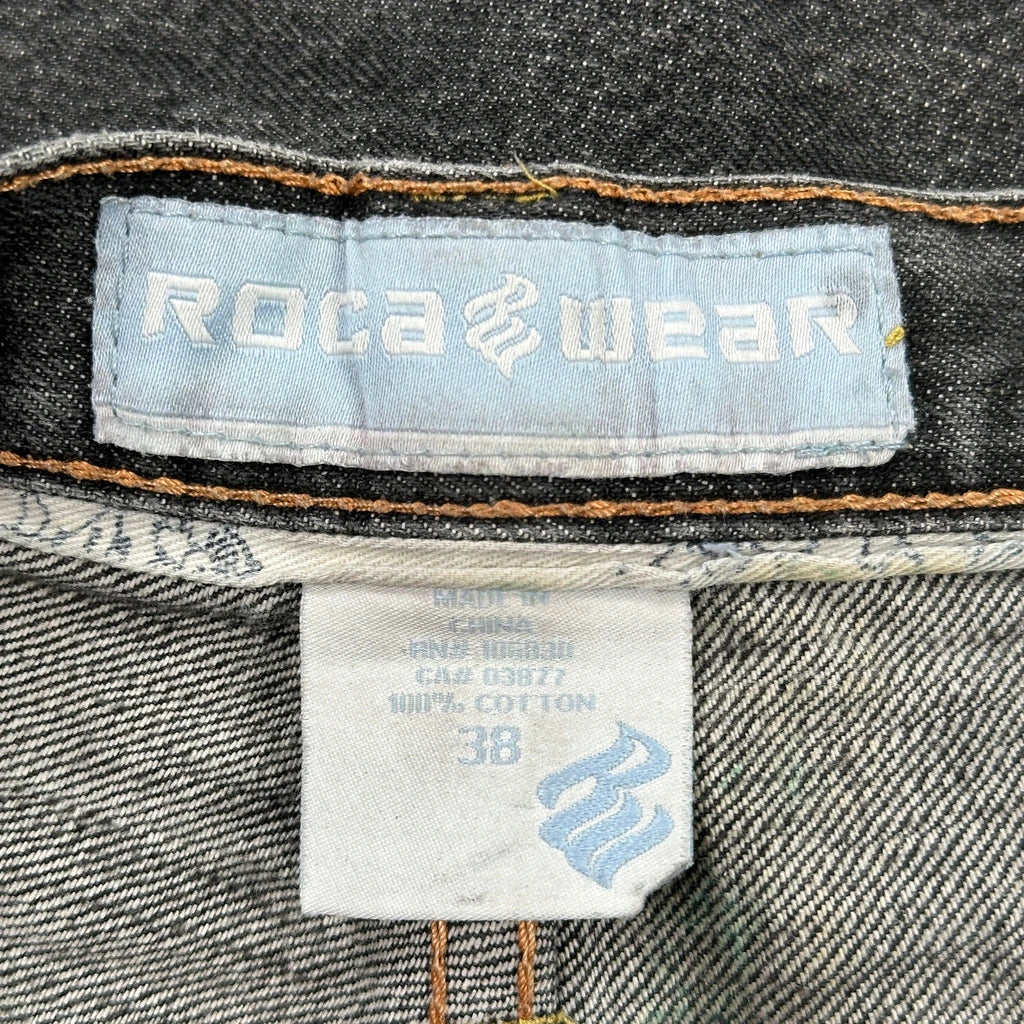 ROCA WEAR
MADE IN
CHINA
RN# 106830
CA# 03877
100% COTTON
38